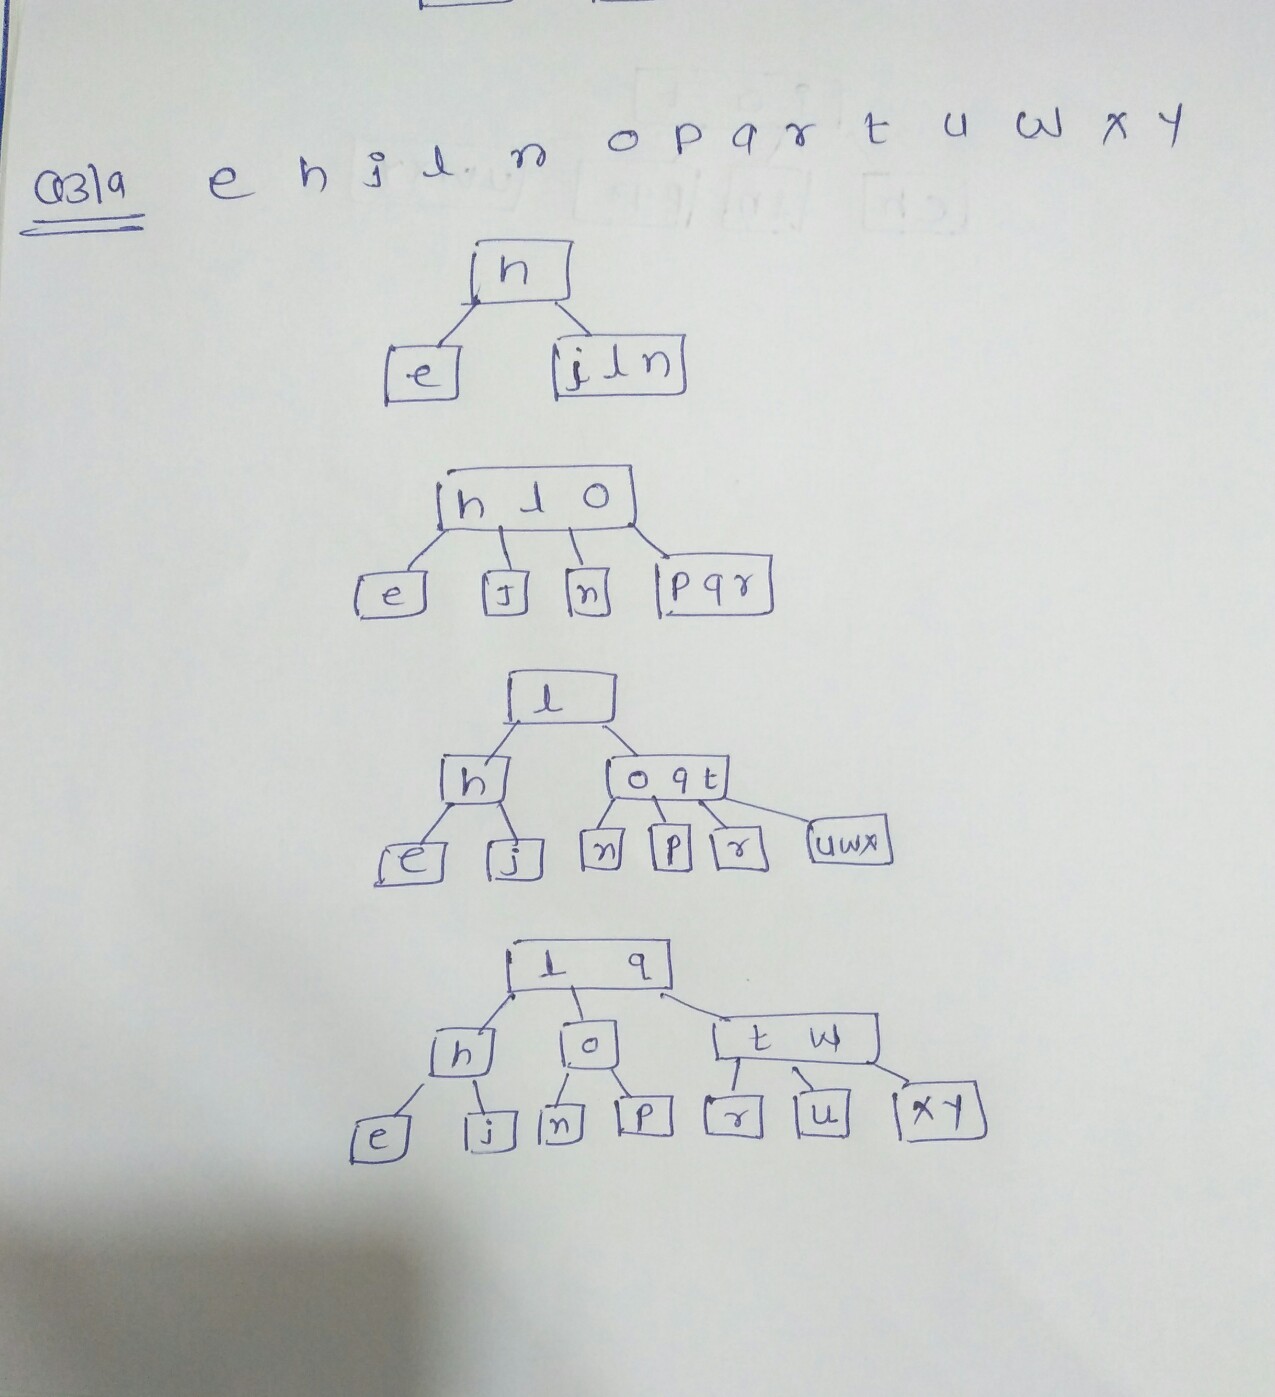 Q3/a e h j l n o p q r t u w x y
h
e j l n
h l o
e J n p q r
l
h o q t
e j n p r u w x
l q
h o t w
e j n p r u x y